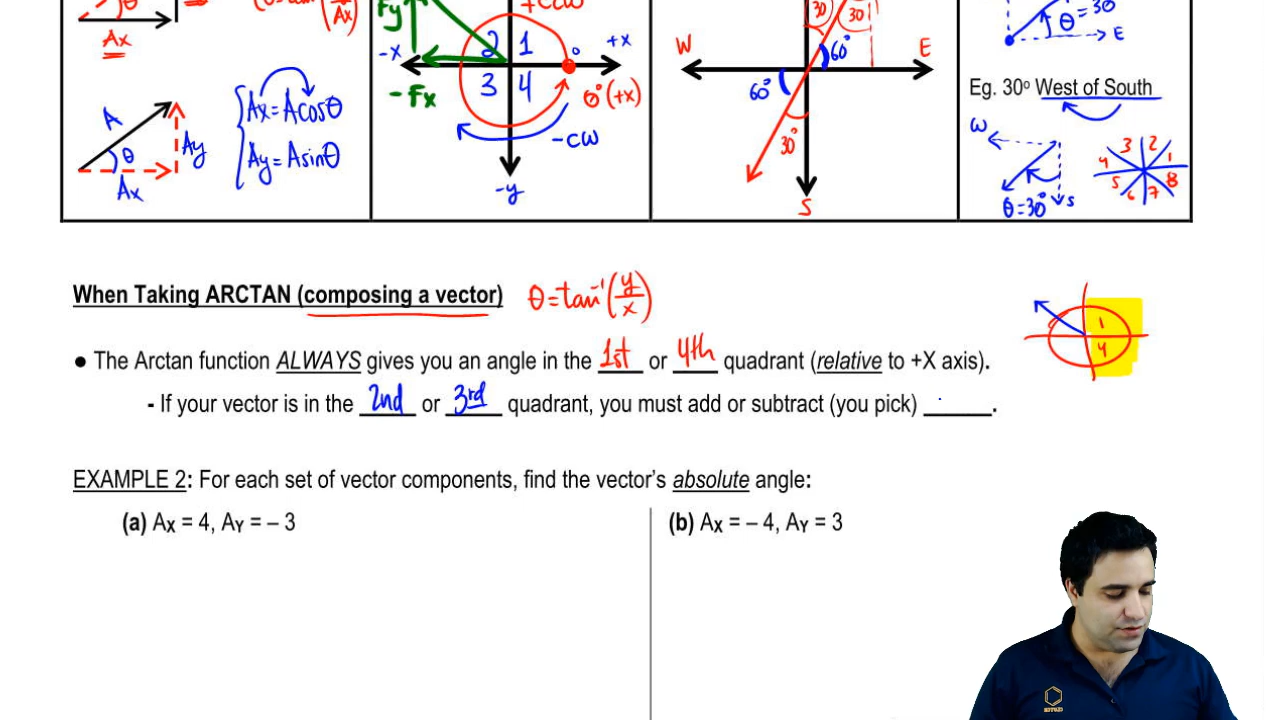 Ax
Fy
+CCW
30 30
θ=30
E
-x 2 1 0° +x
W 60° E
-Fx 3 4 θ°(+x)
60°
Eg. 30º West of South
A θ Ay
Ax
Ax=Acosθ
Ay=Asinθ
-CW
-y
30°
S
W
θ=30° S
3 2
4 1
5 8
6 7
When Taking ARCTAN (composing a vector) θ=tan⁻¹(y/x)
1
4
● The Arctan function ALWAYS gives you an angle in the 1st or 4th quadrant (relative to +X axis).
- If your vector is in the 2nd or 3rd quadrant, you must add or subtract (you pick) ______.
EXAMPLE 2: For each set of vector components, find the vector's absolute angle:
(a) Ax = 4, AY = – 3
(b) Ax = – 4, AY = 3